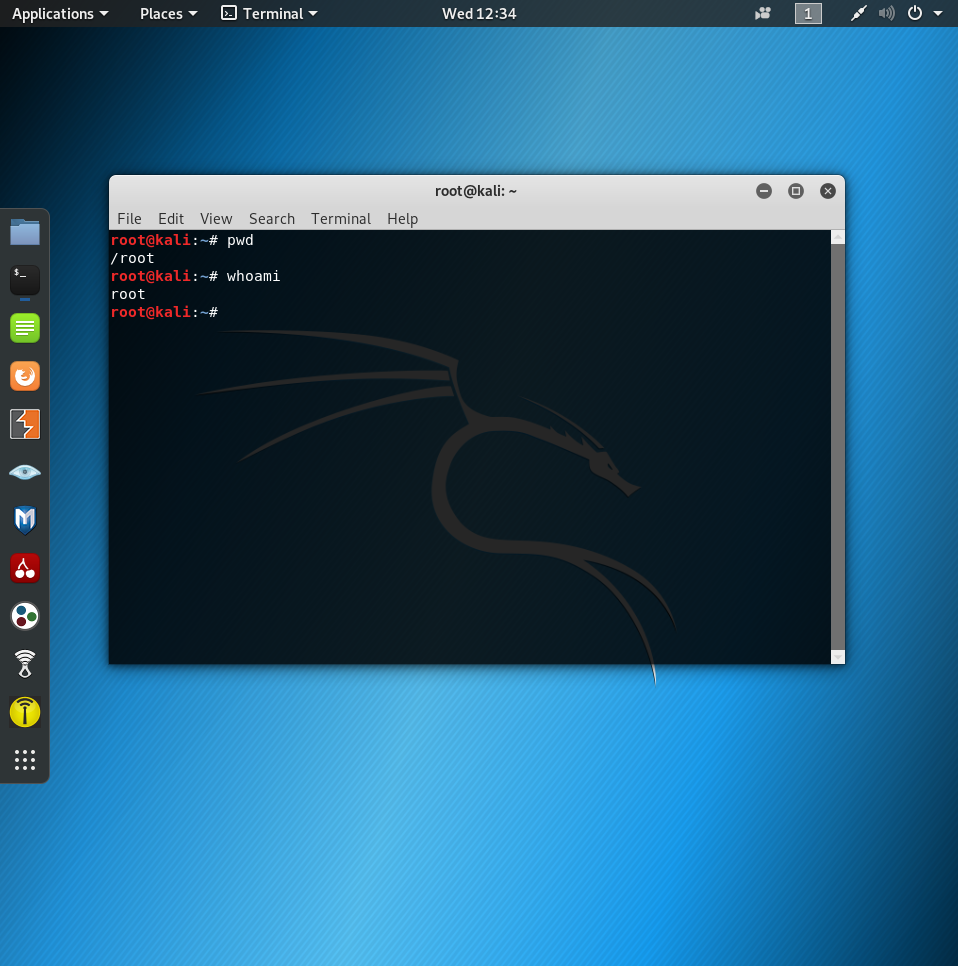 Applications Places Terminal Wed 12:34 1
root@kali: ~
File Edit View Search Terminal Help
root@kali:~# pwd
/root
root@kali:~# whoami
root
root@kali:~#
$_